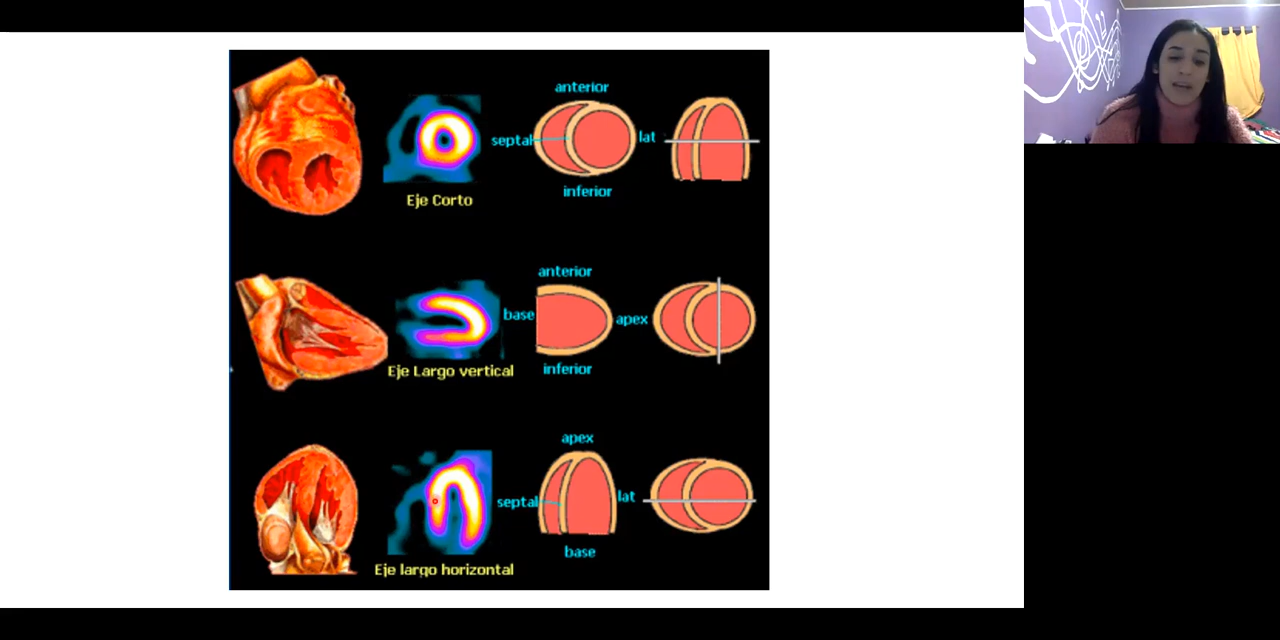 anterior
septal
lat
inferior
Eje Corto
anterior
base
apex
inferior
Eje Largo vertical
apex
septal
lat
base
Eje largo horizontal